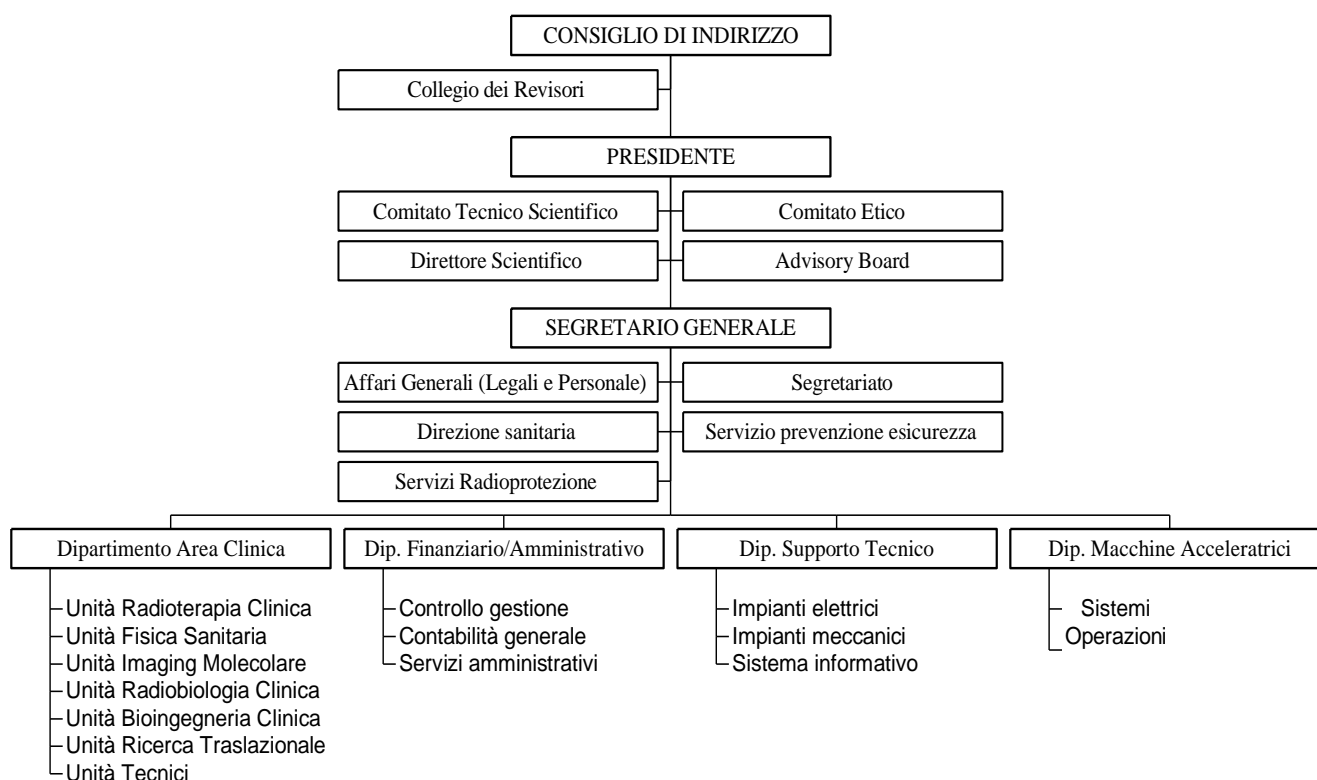 CONSIGLIO DI INDIRIZZO
Collegio dei Revisori
PRESIDENTE
Comitato Tecnico Scientifico
Comitato Etico
Direttore Scientifico
Advisory Board
SEGRETARIO GENERALE
Affari Generali (Legali e Personale)
Segretariato
Direzione sanitaria
Servizio prevenzione esicurezza
Servizi Radioprotezione
Dipartimento Area Clinica
Unità Radioterapia Clinica
Unità Fisica Sanitaria
Unità Imaging Molecolare
Unità Radiobiologia Clinica
Unità Bioingegneria Clinica
Unità Ricerca Traslazionale
Unità Tecnici
Dip. Finanziario/Amministrativo
Controllo gestione
Contabilità generale
Servizi amministrativi
Dip. Supporto Tecnico
Impianti elettrici
Impianti meccanici
Sistema informativo
Dip. Macchine Acceleratrici
Sistemi
Operazioni